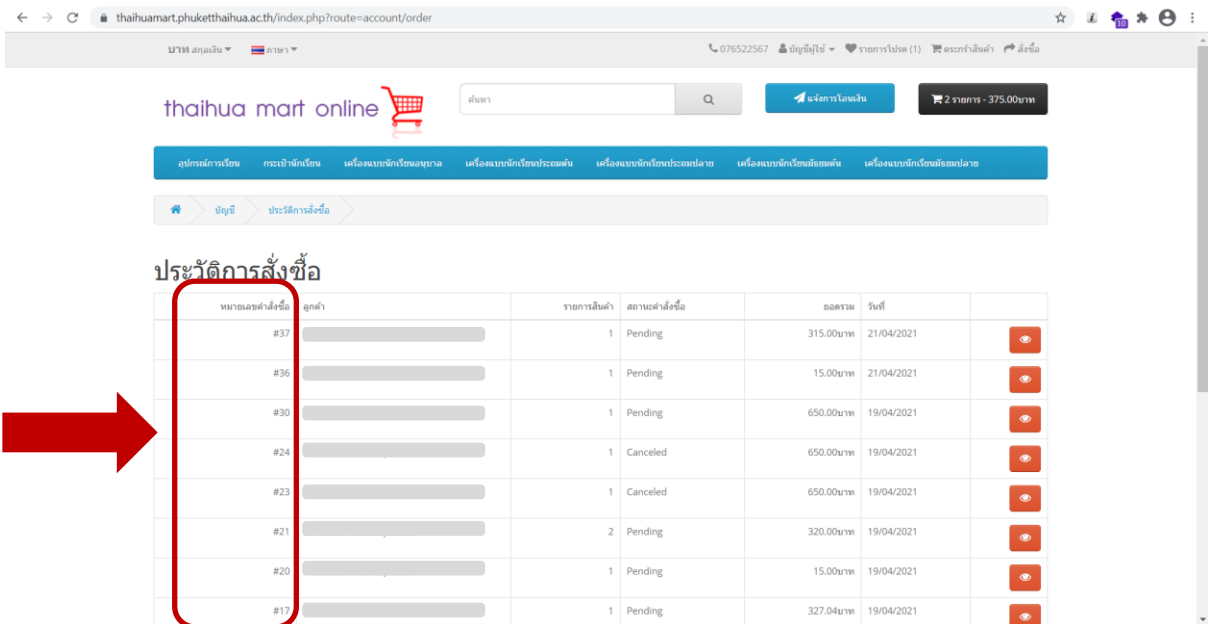 thaihuamart.phuketthaihua.ac.th/index.php?route=account/order
10
บาท สกุลเงิน ภาษา 076522567 บัญชีผู้ใช้ รายการโปรด (1) ตระกร้าสินค้า สั่งซื้อ
thaihua mart online ค้นหา แจ้งการโอนเงิน 2 รายการ - 375.00บาท
อุปกรณ์การเรียน กระเป๋านักเรียน เครื่องแบบนักเรียนอนุบาล เครื่องแบบนักเรียนประถมต้น เครื่องแบบนักเรียนประถมปลาย เครื่องแบบนักเรียนมัธยมต้น เครื่องแบบนักเรียนมัธยมปลาย
บัญชี ประวัติการสั่งซื้อ
ประวัติการสั่งซื้อ
หมายเลขคำสั่งซื้อ ลูกค้า รายการสินค้า สถานะคำสั่งซื้อ ยอดรวม วันที่
#37 1 Pending 315.00บาท 21/04/2021
#36 1 Pending 15.00บาท 21/04/2021
#30 1 Pending 650.00บาท 19/04/2021
#24 1 Canceled 650.00บาท 19/04/2021
#23 1 Canceled 650.00บาท 19/04/2021
#21 2 Pending 320.00บาท 19/04/2021
#20 1 Pending 15.00บาท 19/04/2021
#17 1 Pending 327.04บาท 19/04/2021